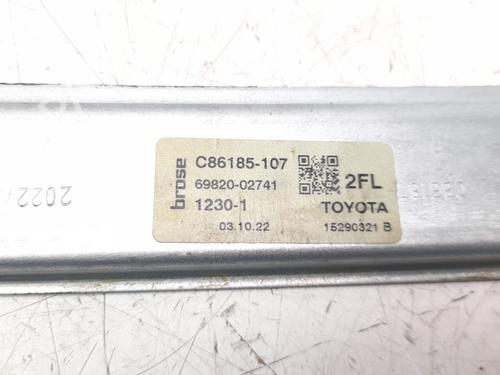 brose
C86185-107
69820-02741
2FL
1230-1
TOYOTA
03.10.22
15290321 B
2022/